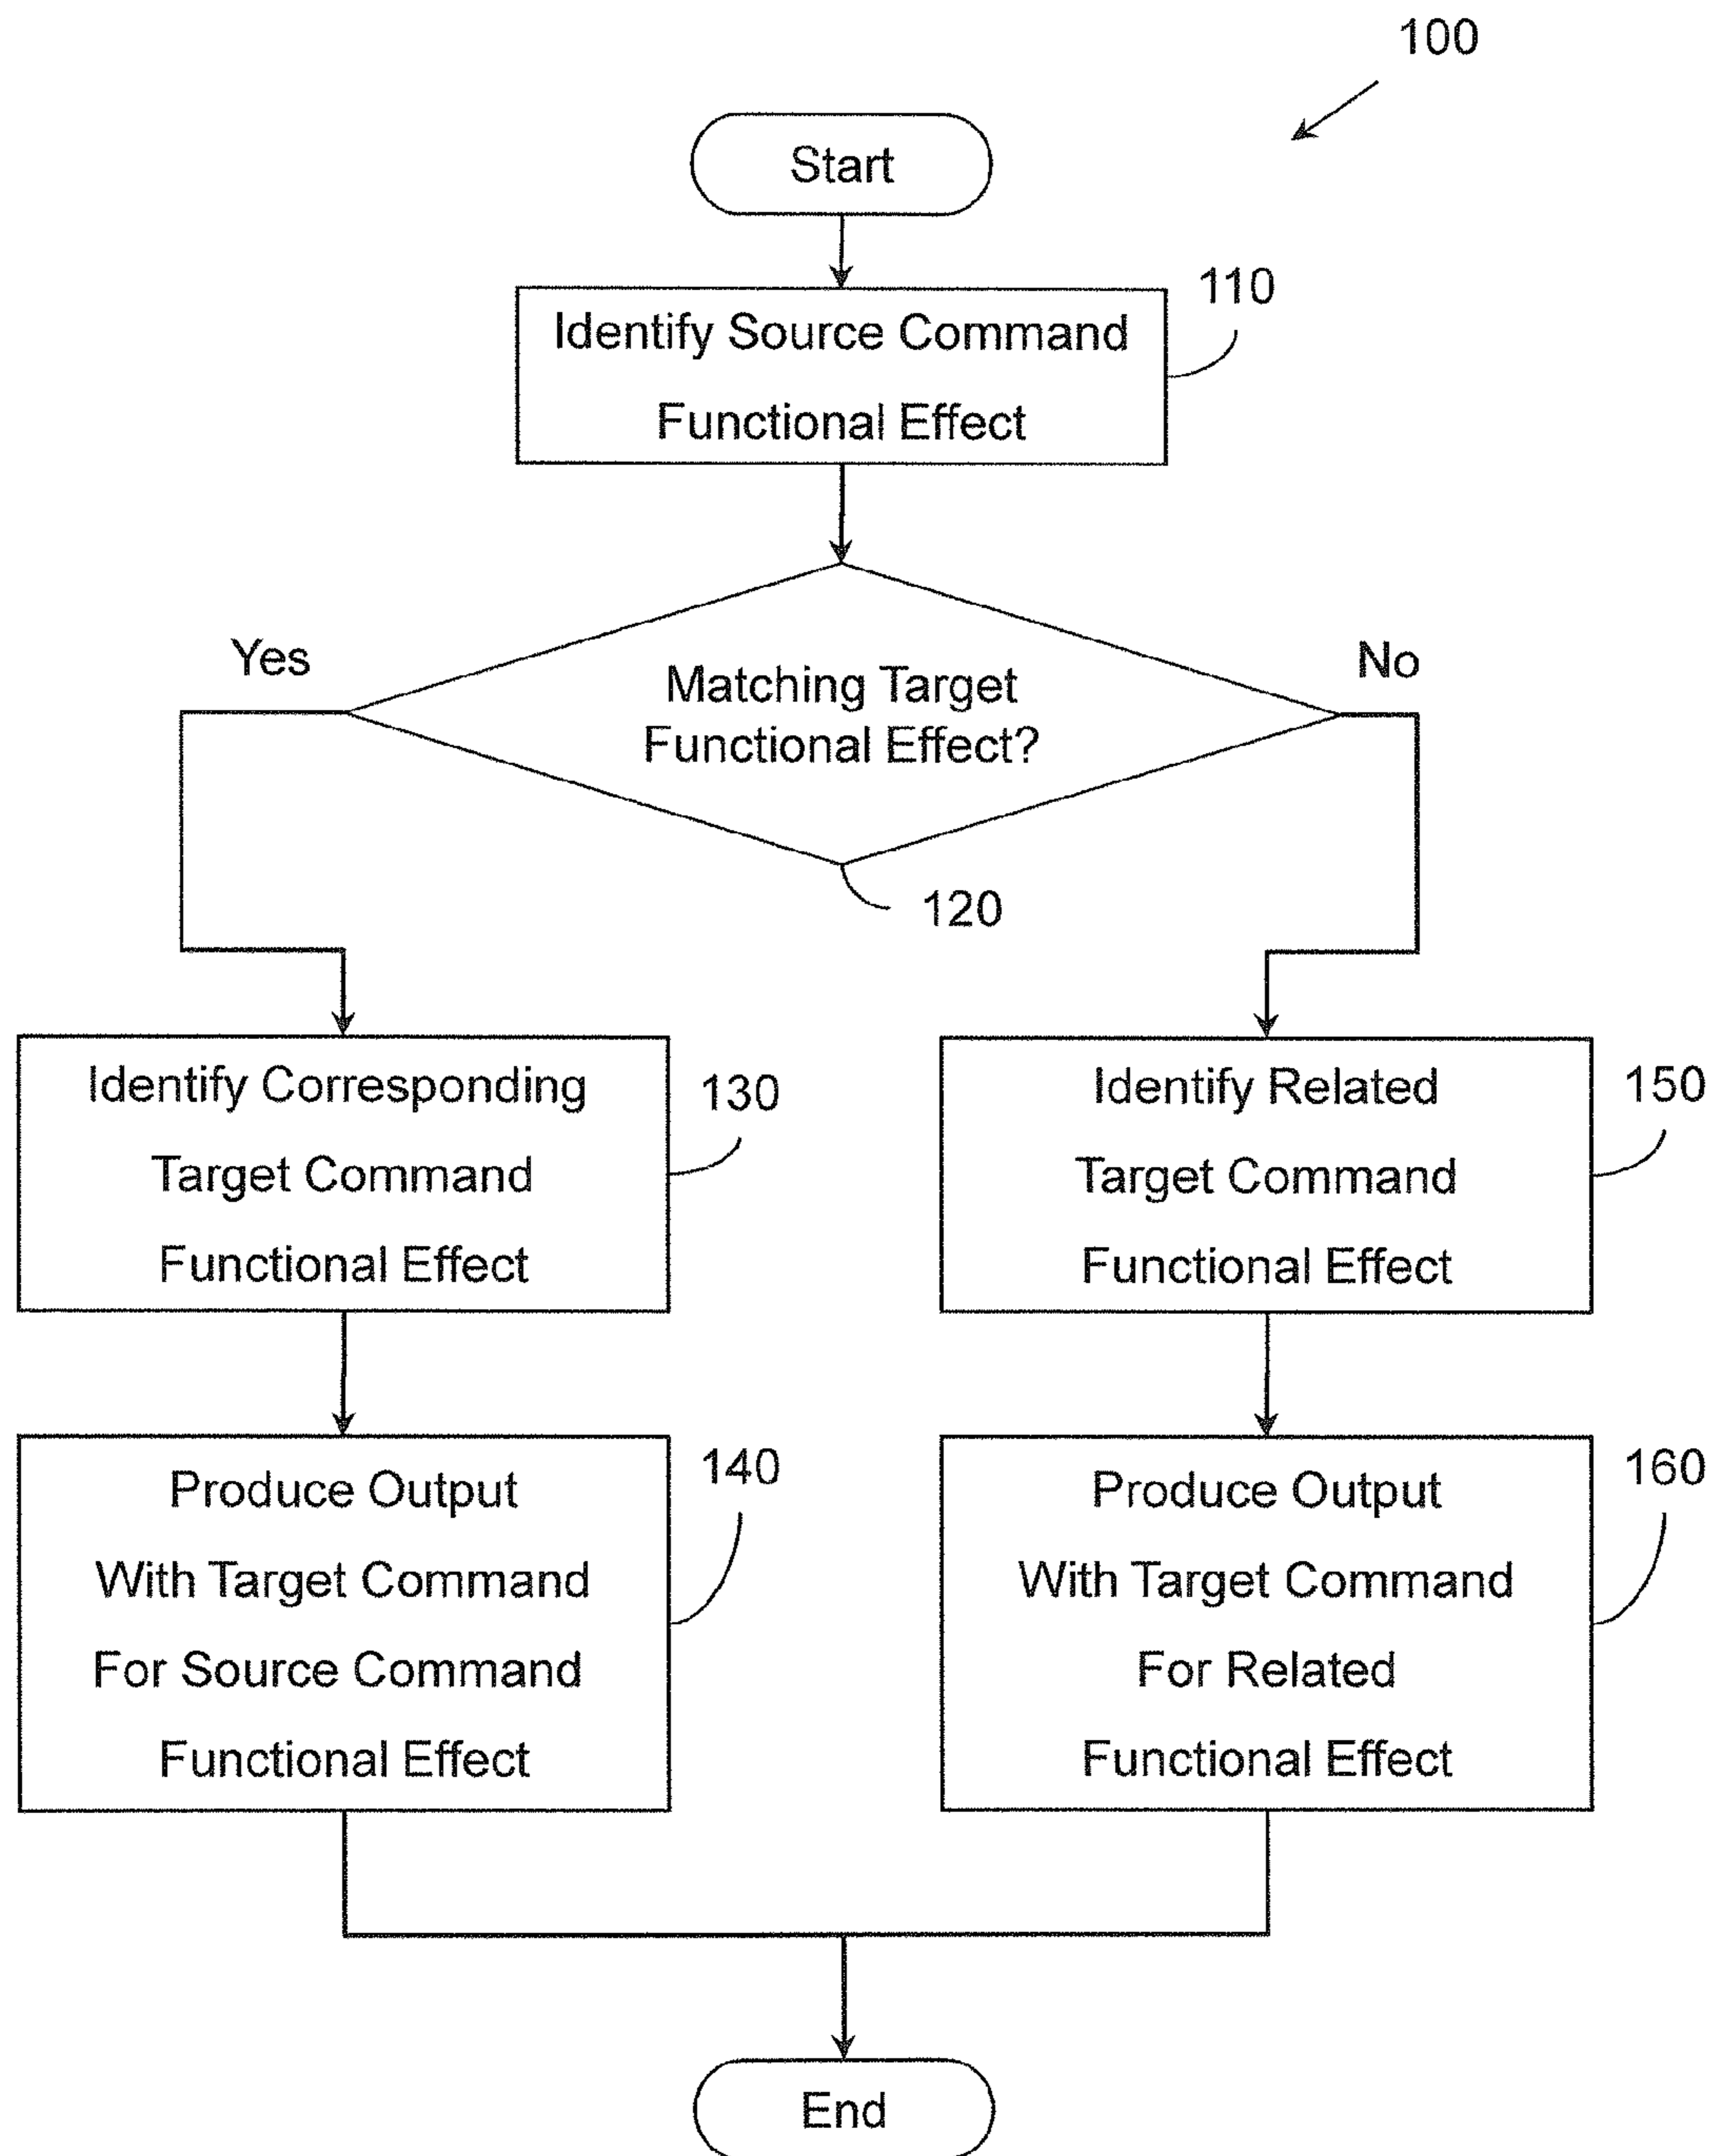 100
Start
110
Identify Source Command
Functional Effect
Yes
No
Matching Target
Functional Effect?
120
Identify Corresponding
Target Command
Functional Effect
130
Identify Related
Target Command
Functional Effect
150
Produce Output
With Target Command
For Source Command
Functional Effect
140
Produce Output
With Target Command
For Related
Functional Effect
160
End